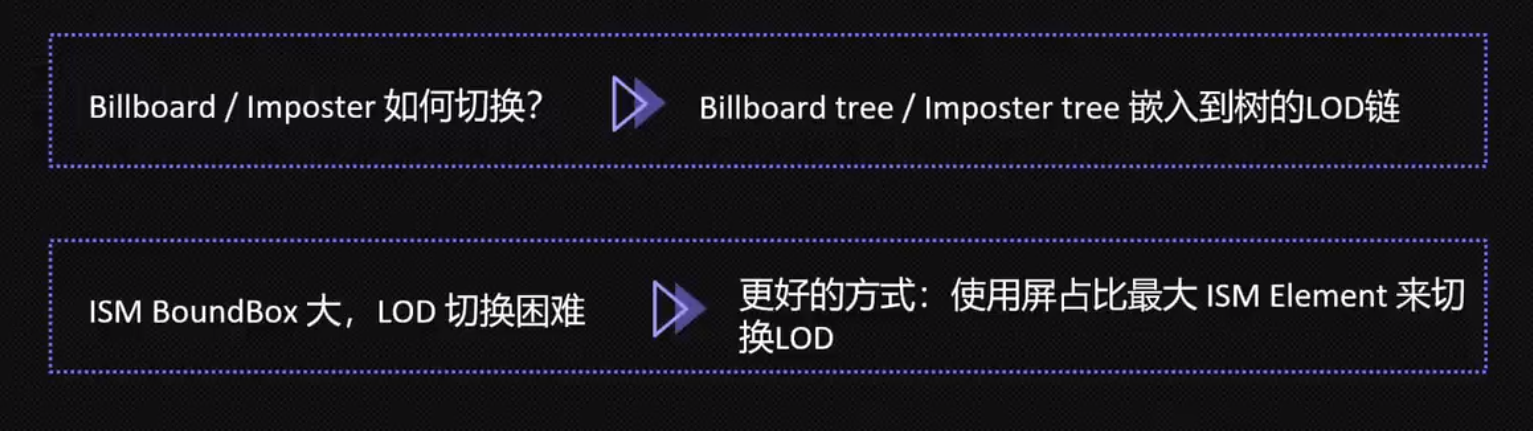 Billboard / Imposter 如何切换？
Billboard tree / Imposter tree 嵌入到树的LOD链
ISM BoundBox 大，LOD 切换困难
更好的方式：使用屏占比最大 ISM Element 来切
换LOD